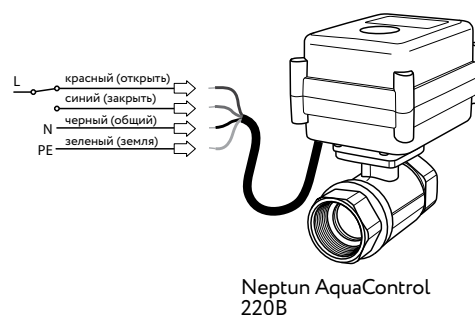 L
красный (открыть)
синий (закрыть)
N
черный (общий)
PE
зеленый (земля)
Neptun AquaControl
220В